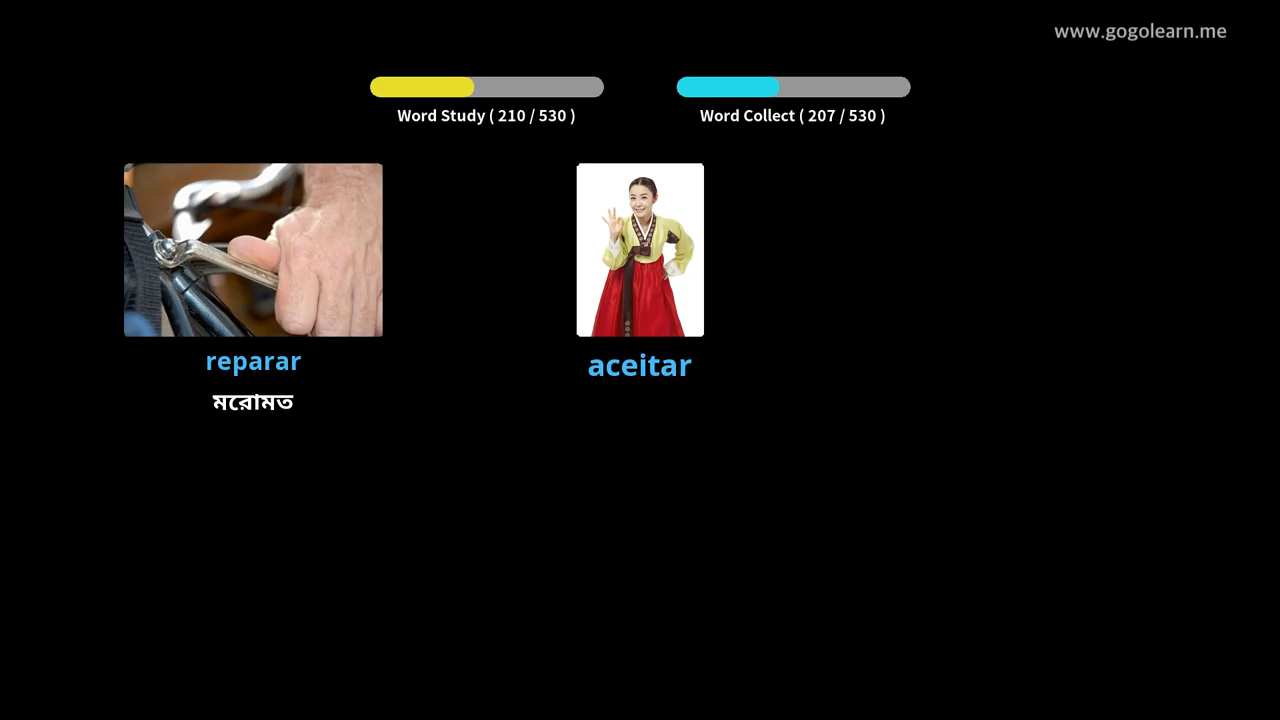 www.gogolearn.me
Word Study ( 210 / 530 )
Word Collect ( 207 / 530 )
reparar
aceitar
মেরামত